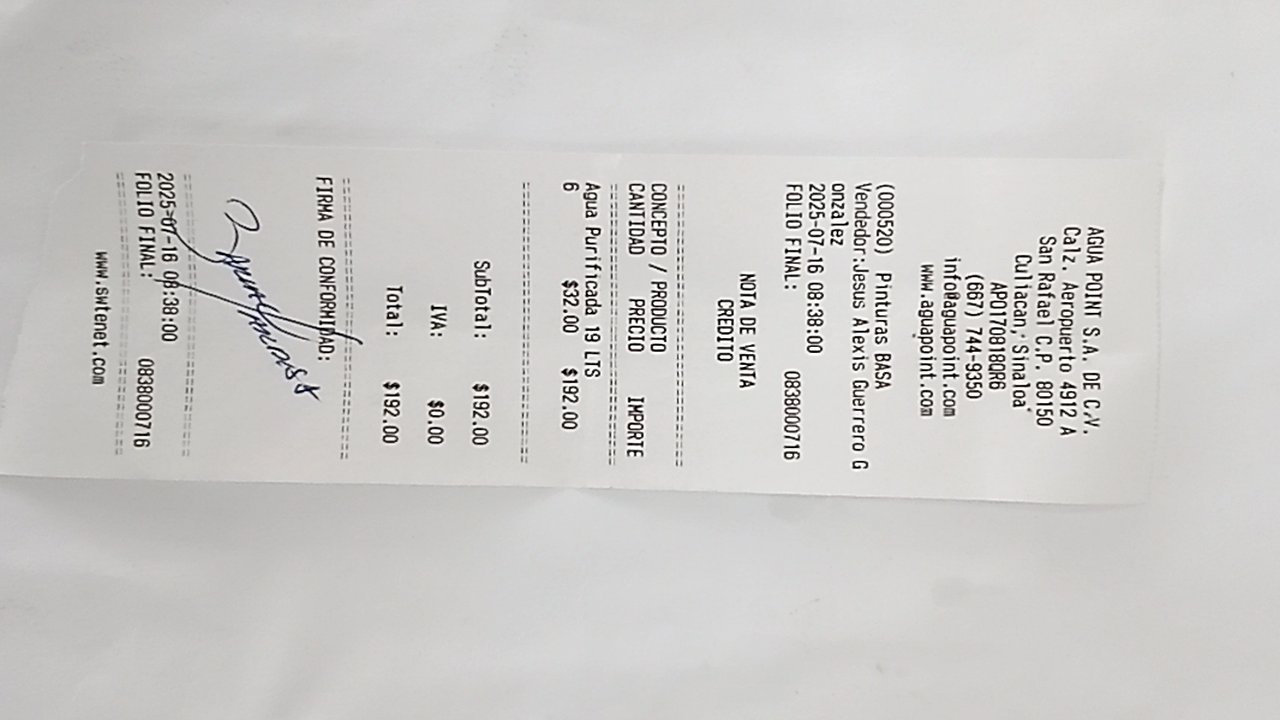 AGUA POINT S.A. DE C.V.
Calz. Aeropuerto 4912 A
San Rafael C.P. 80150
Culiacan, Sinaloa
APO170818QR6
(667) 744-9350
info@aguapoint.com
www.aguapoint.com
(000520) Pinturas BASA
Vendedor:Jesus Alexis Guerrero G
onzalez
2025-07-16 08:38:00
FOLIO FINAL: 0838000716
NOTA DE VENTA
CREDITO
CONCEPTO / PRODUCTO
CANTIDAD PRECIO IMPORTE
Agua Purificada 19 LTS
6 $32.00 $192.00
SubTotal: $192.00
IVA: $0.00
Total: $192.00
FIRMA DE CONFORMIDAD:
2025-07-16 08:38:00
FOLIO FINAL: 0838000716
www.swtenet.com